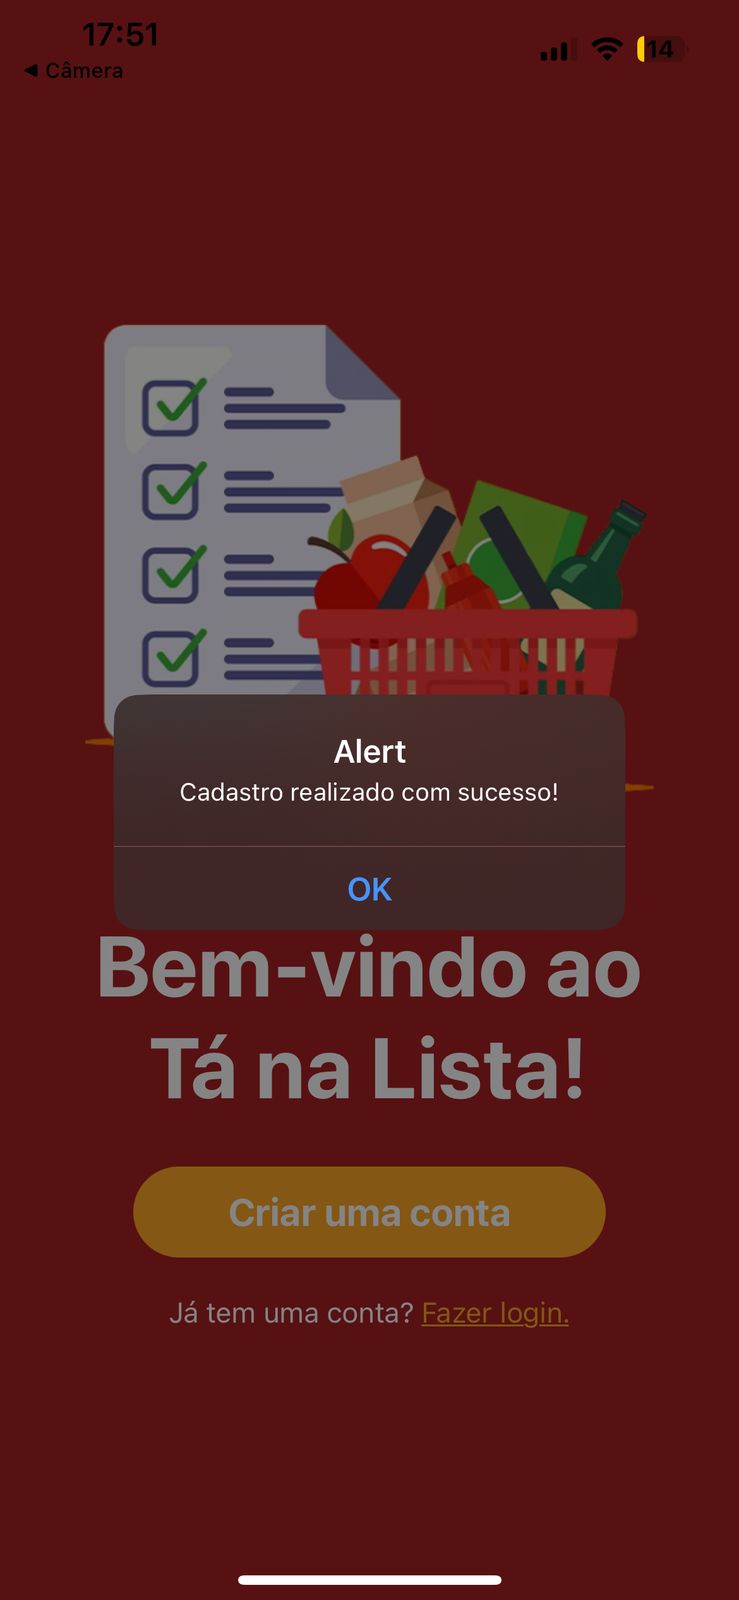 17:51
14
◀ Câmera
Alert
Cadastro realizado com sucesso!
OK
Bem-vindo ao
Tá na Lista!
Criar uma conta
Já tem uma conta? Fazer login.